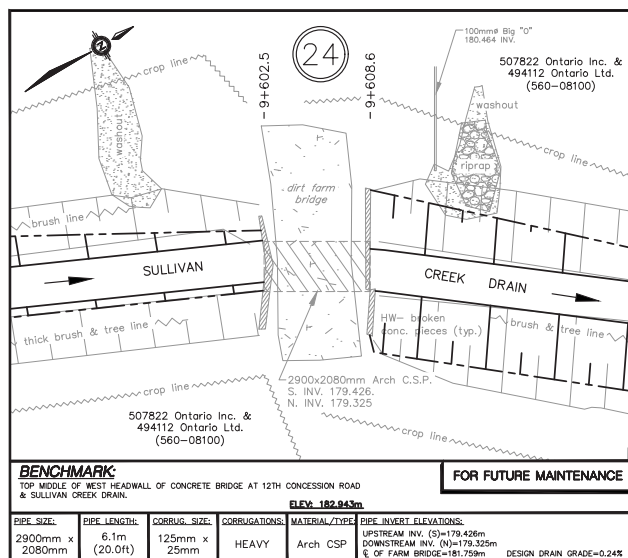 100mmø Big "O"
180.464 INV.
24
9+602.5
9+608.6
507822 Ontario Inc. &
494112 Ontario Ltd.
(560-08100)
N
crop line
crop line
washout
washout
riprap
dirt farm
bridge
brush line
SULLIVAN
CREEK DRAIN
thick brush & tree line
HW- broken
conc. pieces (typ.)
brush & tree line
2900x2080mm Arch C.S.P.
S. INV. 179.426.
N. INV. 179.325
crop line
crop line
507822 Ontario Inc. &
494112 Ontario Ltd.
(560-08100)
BENCHMARK:
TOP MIDDLE OF WEST HEADWALL OF CONCRETE BRIDGE AT 12TH CONCESSION ROAD
& SULLIVAN CREEK DRAIN.
ELEV: 182.943m
FOR FUTURE MAINTENANCE
PIPE SIZE:
2900mm x
2080mm
PIPE LENGTH:
6.1m
(20.0ft)
CORRUG. SIZE:
125mm x
25mm
CORRUGATIONS:
HEAVY
MATERIAL/TYPE:
Arch CSP
PIPE INVERT ELEVATIONS:
UPSTREAM INV. (S)=179.426m
DOWNSTREAM INV. (N)=179.325m
℄ OF FARM BRIDGE=181.759m
DESIGN DRAIN GRADE=0.24%